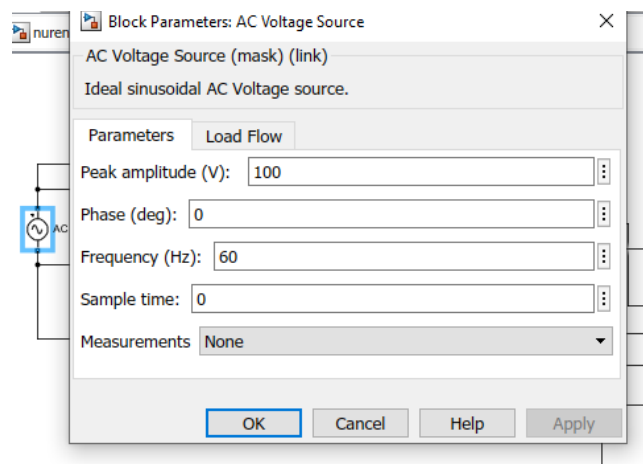 nuren
Block Parameters: AC Voltage Source
AC Voltage Source (mask) (link)
Ideal sinusoidal AC Voltage source.
Parameters Load Flow
Peak amplitude (V): 100
Phase (deg): 0
AC
Frequency (Hz): 60
Sample time: 0
Measurements None
OK Cancel Help Apply